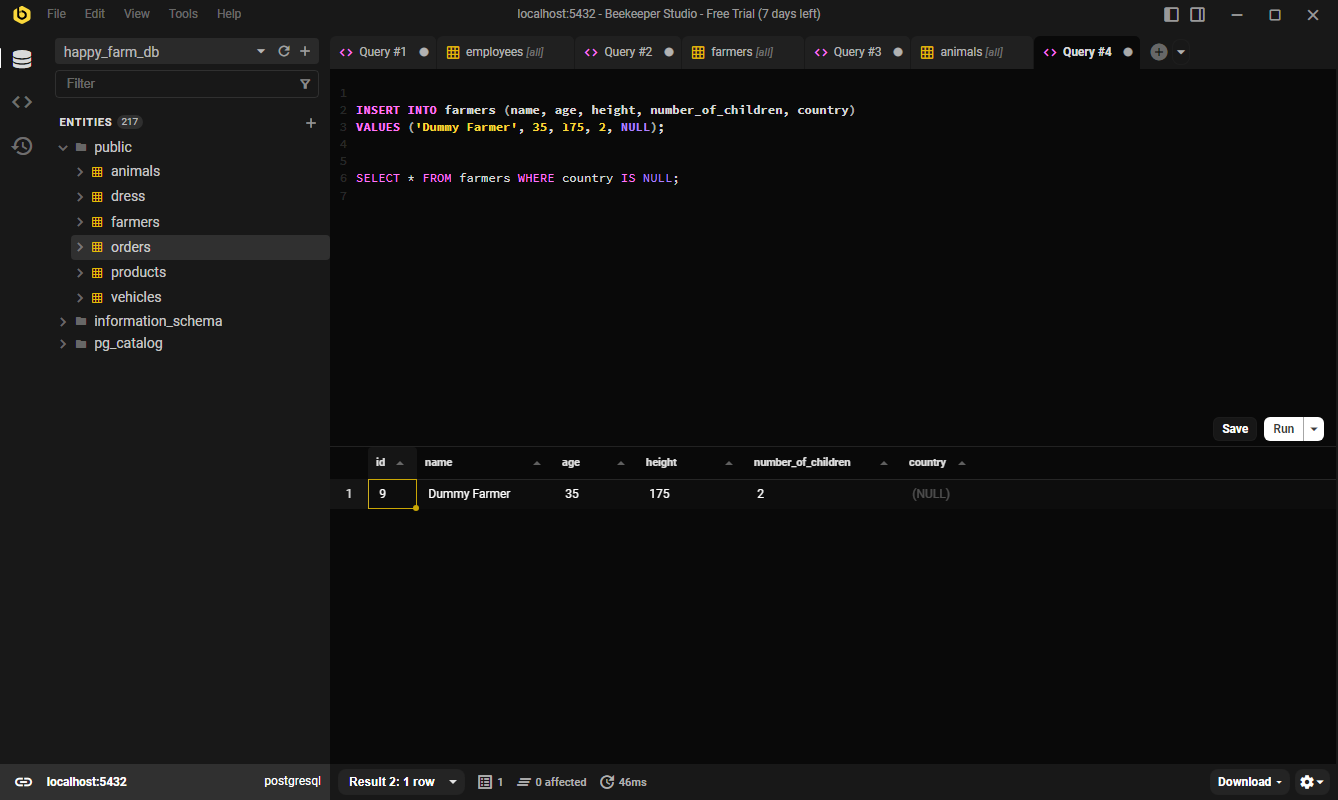 File Edit View Tools Help
localhost:5432 - Beekeeper Studio - Free Trial (7 days left)
happy_farm_db
Filter
ENTITIES 217
public
animals
dress
farmers
orders
products
vehicles
information_schema
pg_catalog
localhost:5432 postgresql
Query #1 employees [all] Query #2 farmers [all] Query #3 animals [all] Query #4
1
2 INSERT INTO farmers (name, age, height, number_of_children, country)
3 VALUES ('Dummy Farmer', 35, 175, 2, NULL);
4
5
6 SELECT * FROM farmers WHERE country IS NULL;
7
Save Run
id name age height number_of_children country
1 9 Dummy Farmer 35 175 2 (NULL)
Result 2: 1 row 1 0 affected 46ms Download